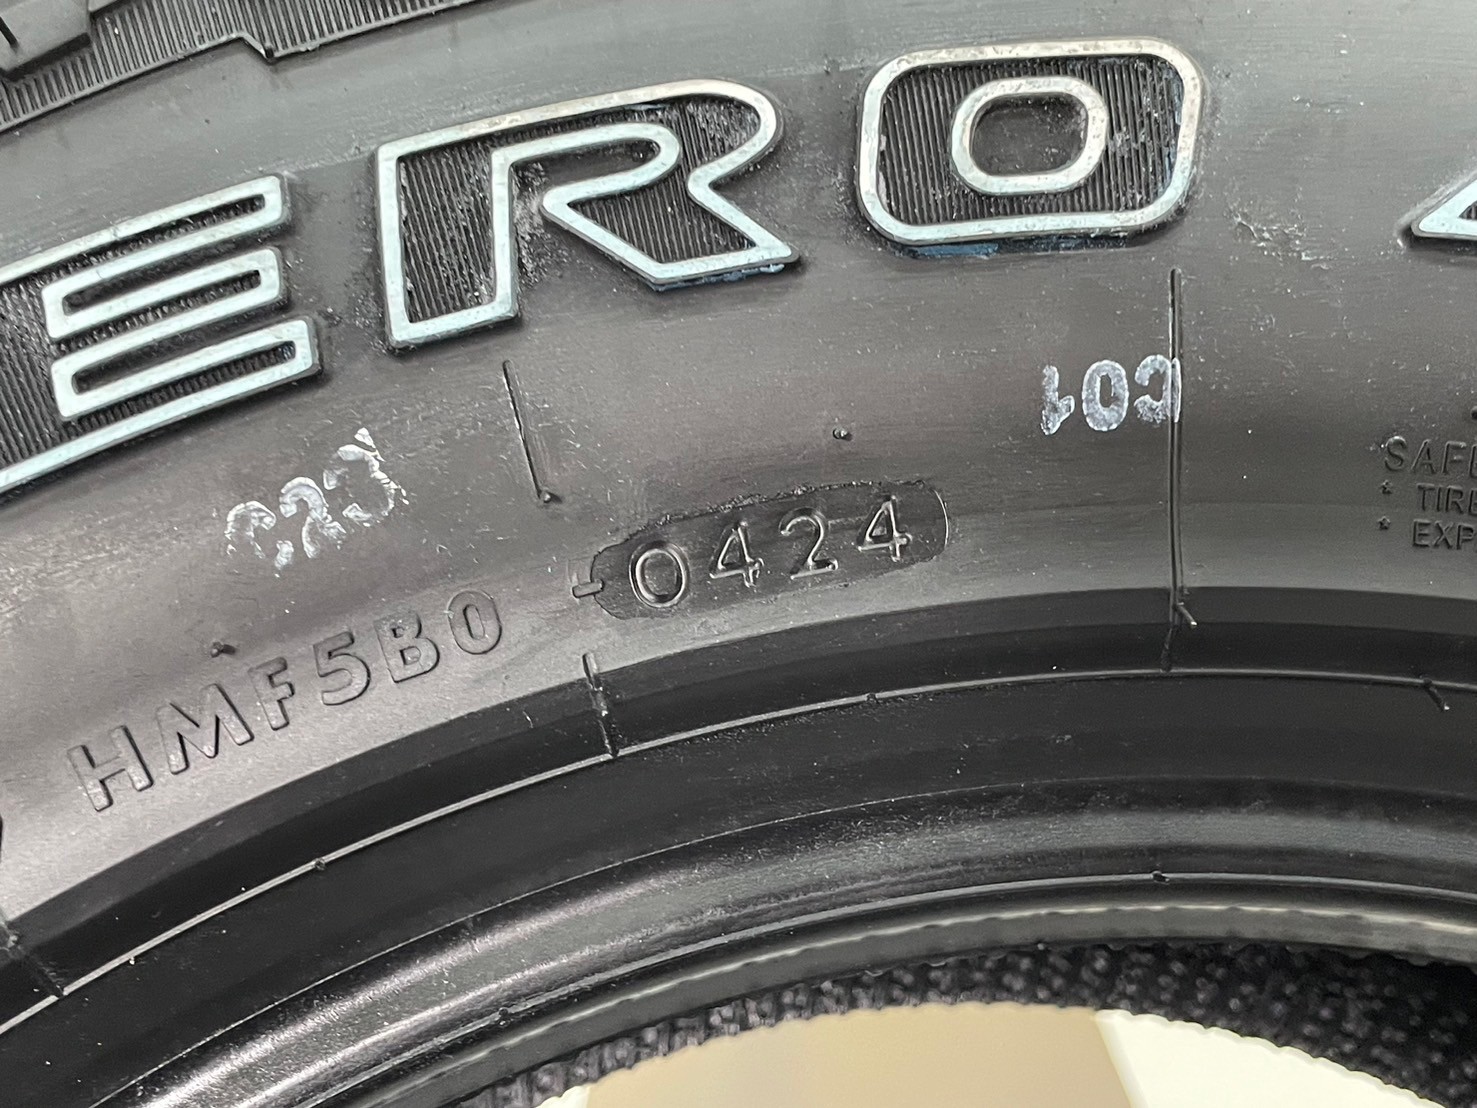 ERO
C01
HMF5B0 -0424
SAFE
* TIRE
* EXP